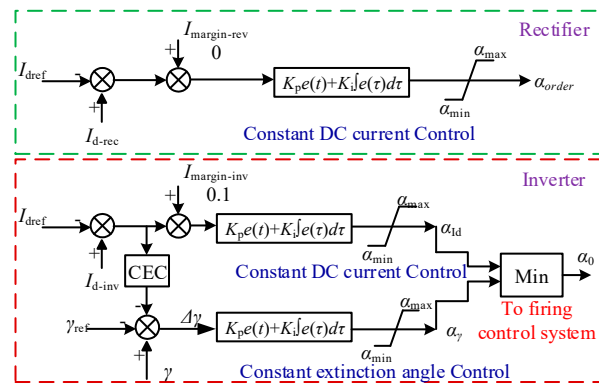 Rectifier
I_margin-rev
+
0
I_dref
-
+
I_d-rec
K_p e(t)+K_i∫e(τ)dτ
α_max
α_min
α_order
Constant DC current Control
Inverter
I_margin-inv
+
0.1
I_dref
-
+
I_d-inv
K_p e(t)+K_i∫e(τ)dτ
α_max
α_min
α_Id
CEC
Constant DC current Control
Min
α_0
To firing
control system
γ_ref
-
-
+
γ
Δγ
K_p e(t)+K_i∫e(τ)dτ
α_max
α_min
α_γ
Constant extinction angle Control